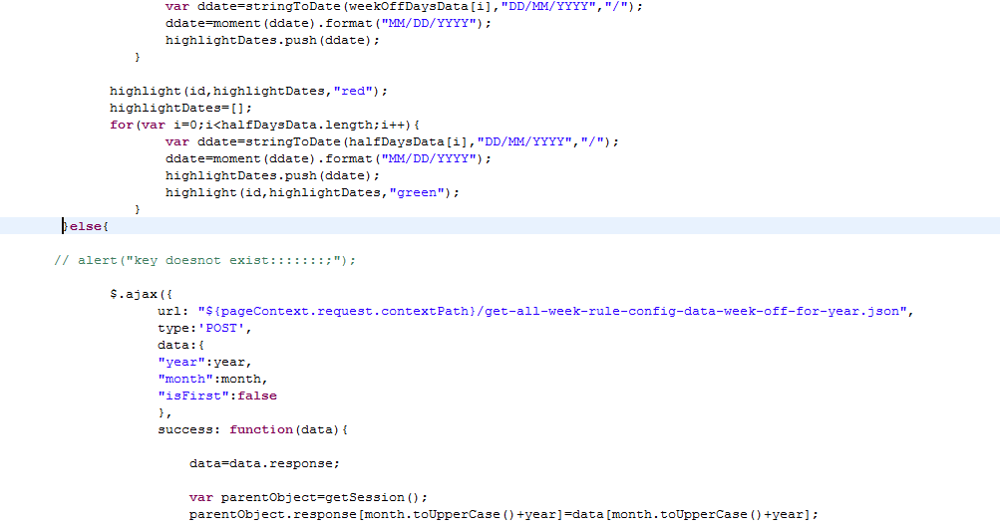 var ddate=stringToDate(weekOffDaysData[i],"DD/MM/YYYY","/");
ddate=moment(ddate).format("MM/DD/YYYY");
highlightDates.push(ddate);
}
highlight(id,highlightDates,"red");
highlightDates=[];
for(var i=0;i<halfDaysData.length;i++){
var ddate=stringToDate(halfDaysData[i],"DD/MM/YYYY","/");
ddate=moment(ddate).format("MM/DD/YYYY");
highlightDates.push(ddate);
highlight(id,highlightDates,"green");
}
}else{
// alert("key doesnot exist:::::::;");
$.ajax({
url: "${pageContext.request.contextPath}/get-all-week-rule-config-data-week-off-for-year.json",
type:'POST',
data:{
"year":year,
"month":month,
"isFirst":false
},
success: function(data){
data=data.response;
var parentObject=getSession();
parentObject.response[month.toUpperCase()+year]=data[month.toUpperCase()+year];